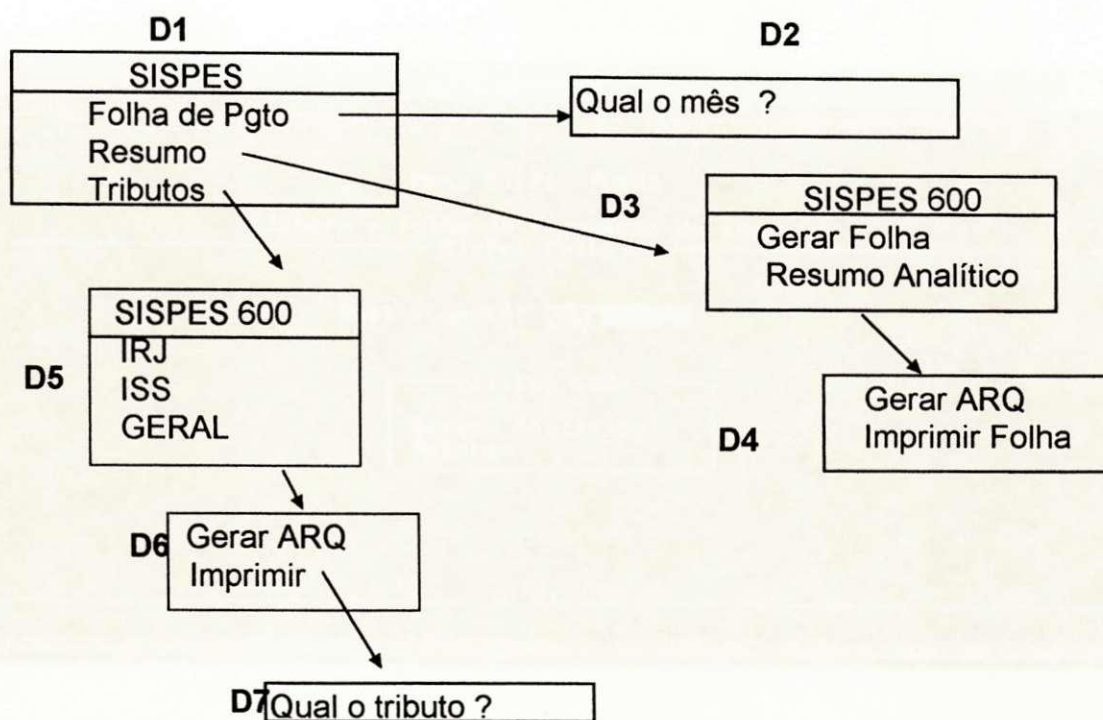 D1
SISPES
Folha de Pgto
Resumo
Tributos
D2
Qual o mês ?
D3
SISPES 600
Gerar Folha
Resumo Analítico
D4
Gerar ARQ
Imprimir Folha
D5
SISPES 600
IRJ
ISS
GERAL
D6
Gerar ARQ
Imprimir
D7
Qual o tributo ?